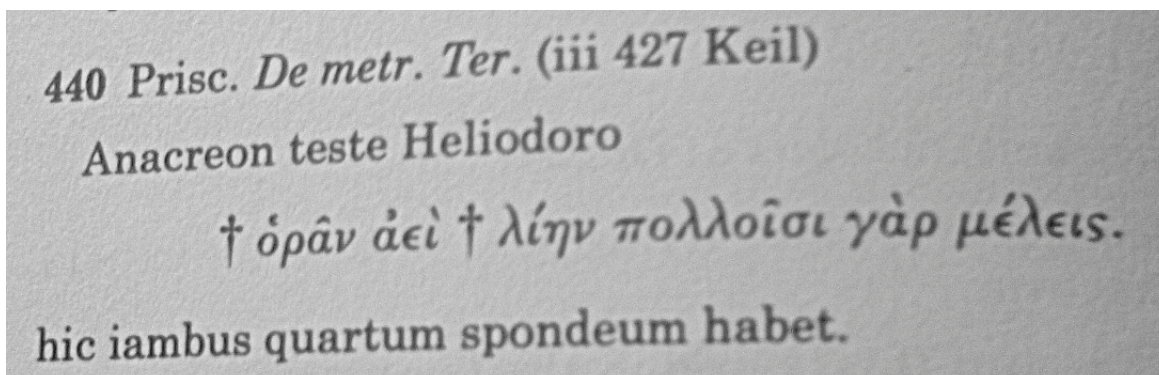 440 Prisc. De metr. Ter. (iii 427 Keil)
Anacreon teste Heliodoro
† ὁρᾶν ἀεὶ † λίην πολλοῖσι γὰρ μέλεις.
hic iambus quartum spondeum habet.